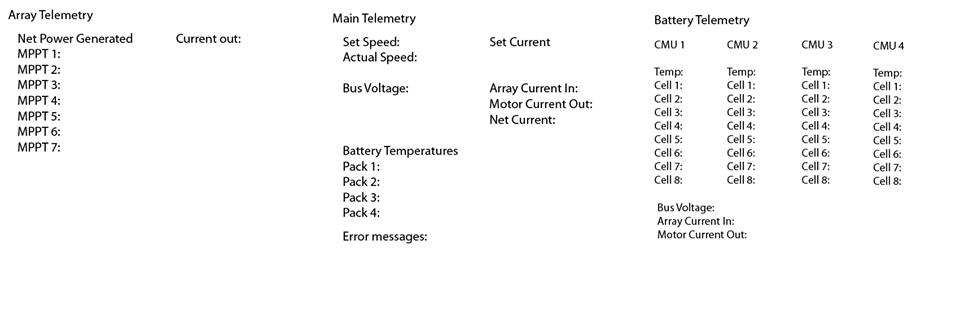 Array Telemetry
Net Power Generated Current out:
MPPT 1:
MPPT 2:
MPPT 3:
MPPT 4:
MPPT 5:
MPPT 6:
MPPT 7:
Main Telemetry
Set Speed: Set Current
Actual Speed:
Bus Voltage: Array Current In:
Motor Current Out:
Net Current:
Battery Temperatures
Pack 1:
Pack 2:
Pack 3:
Pack 4:
Error messages:
Battery Telemetry
CMU 1 CMU 2 CMU 3 CMU 4
Temp: Temp: Temp: Temp:
Cell 1: Cell 1: Cell 1: Cell 1:
Cell 2: Cell 2: Cell 2: Cell 2:
Cell 3: Cell 3: Cell 3: Cell 3:
Cell 4: Cell 4: Cell 4: Cell 4:
Cell 5: Cell 5: Cell 5: Cell 5:
Cell 6: Cell 6: Cell 6: Cell 6:
Cell 7: Cell 7: Cell 7: Cell 7:
Cell 8: Cell 8: Cell 8: Cell 8:
Bus Voltage:
Array Current In:
Motor Current Out: